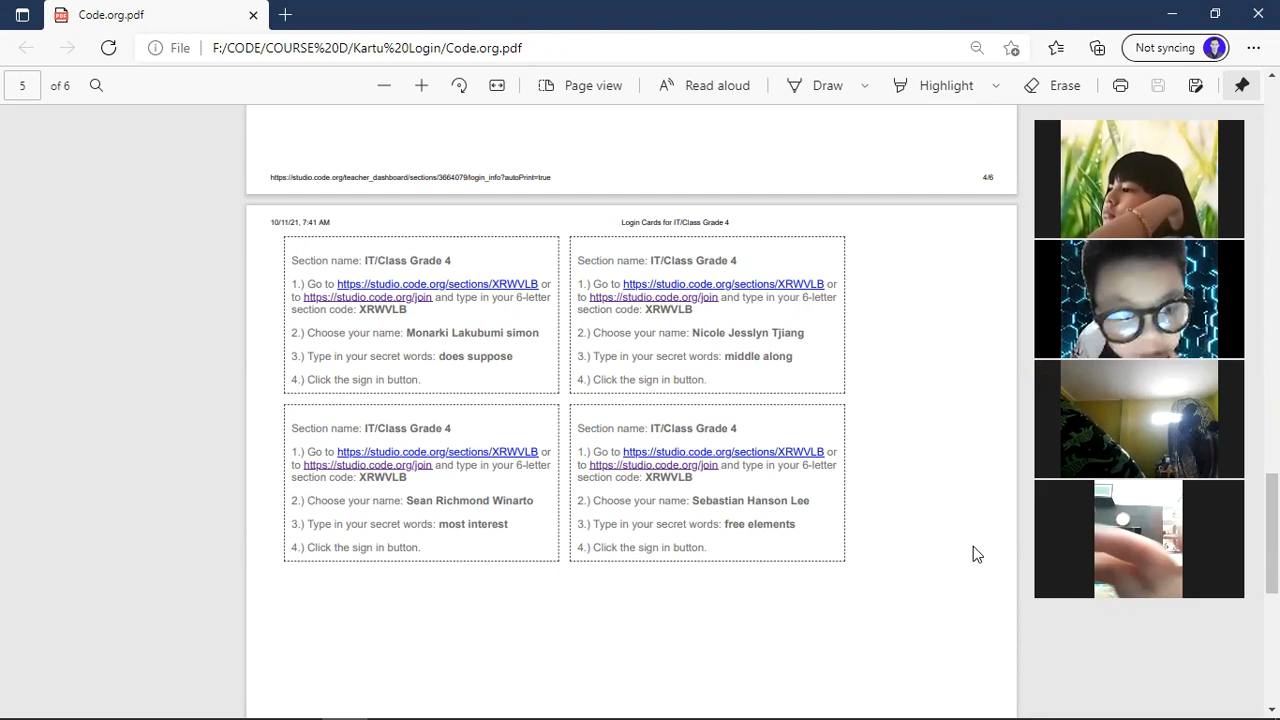 Code.org.pdf
File F:/CODE/COURSE%20D/Kartu%20Login/Code.org.pdf Not syncing
5 of 6 Page view Read aloud Draw Highlight Erase
https://studio.code.org/teacher_dashboard/sections/3664079/login_info?autoPrint=true 4/6
10/11/21, 7:41 AM Login Cards for IT/Class Grade 4
Section name: IT/Class Grade 4
1.) Go to https://studio.code.org/sections/XRWVLB or
to https://studio.code.org/join and type in your 6-letter
section code: XRWVLB
2.) Choose your name: Monarki Lakubumi simon
3.) Type in your secret words: does suppose
4.) Click the sign in button.
Section name: IT/Class Grade 4
1.) Go to https://studio.code.org/sections/XRWVLB or
to https://studio.code.org/join and type in your 6-letter
section code: XRWVLB
2.) Choose your name: Nicole Jesslyn Tjiang
3.) Type in your secret words: middle along
4.) Click the sign in button.
Section name: IT/Class Grade 4
1.) Go to https://studio.code.org/sections/XRWVLB or
to https://studio.code.org/join and type in your 6-letter
section code: XRWVLB
2.) Choose your name: Sean Richmond Winarto
3.) Type in your secret words: most interest
4.) Click the sign in button.
Section name: IT/Class Grade 4
1.) Go to https://studio.code.org/sections/XRWVLB or
to https://studio.code.org/join and type in your 6-letter
section code: XRWVLB
2.) Choose your name: Sebastian Hanson Lee
3.) Type in your secret words: free elements
4.) Click the sign in button.